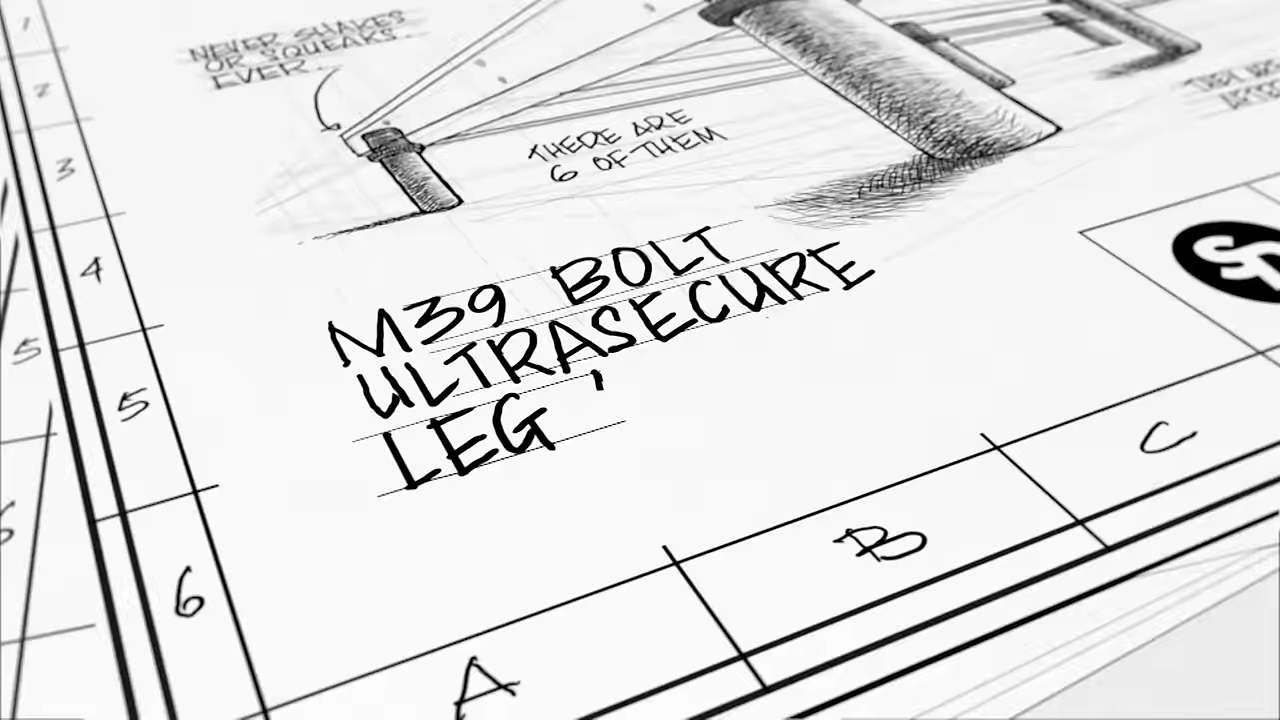 NEVER SHAKES
OR SQUEAKS...
EVER...
THERE ARE
6 OF THEM
M39 BOLT
ULTRASECURE
LEG
1
2
3
4
5
6
5
A
B
C